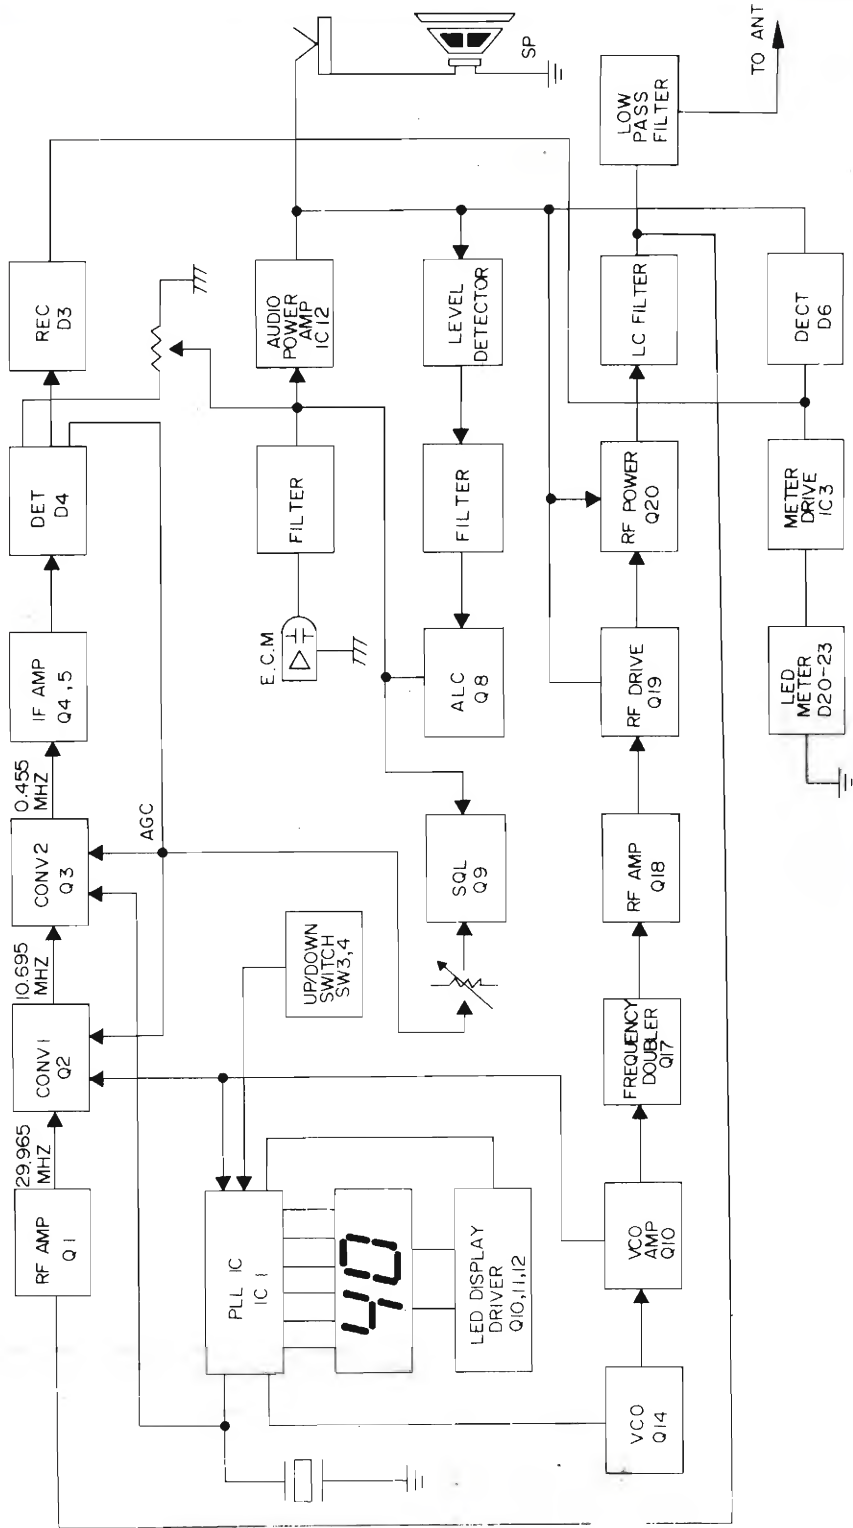 RF AMP
Q1
29.965
MHZ
CONV1
Q2
10.695
MHZ
CONV2
Q3
0.455
MHZ
IF AMP
Q4,5
DET
D4
REC
D3
AGC
PLL IC
IC 1
40
LED DISPLAY
DRIVER
Q10,11,12
UP/DOWN
SWITCH
SW3,4
E.C.M
FILTER
AUDIO
POWER
AMP
IC12
SP
SQL
Q9
ALC
Q8
FILTER
LEVEL
DETECTOR
VCO
Q14
VCO
AMP
Q10
FREQUENCY
DOUBLER
Q17
RF AMP
Q18
RF DRIVE
Q19
RF POWER
Q20
LC FILTER
LOW
PASS
FILTER
TO ANT
LED
METER
D20-23
METER
DRIVE
IC3
DECT
D6